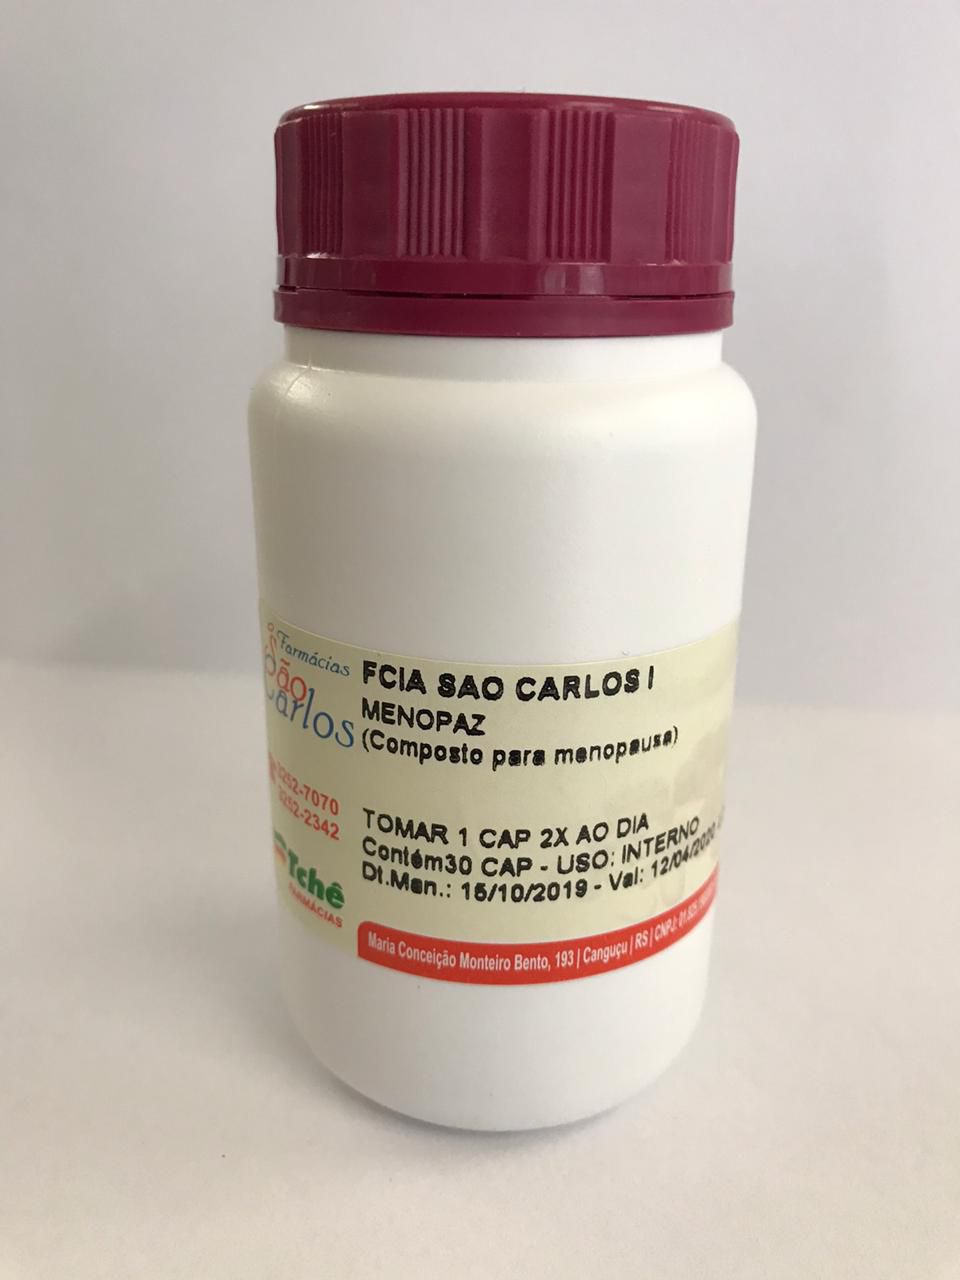 Farmácias
São
Carlos
3252-7070
3252-2342
Tchê
FARMÁCIAS
FCIA SAO CARLOS I
MENOPAZ
(Composto para menopausa)
TOMAR 1 CAP 2X AO DIA
Contém30 CAP - USO: INTERNO
Dt.Man.: 15/10/2019 - Val: 12/04/2020
Maria Conceição Monteiro Bento, 193 | Canguçu | RS | CNPJ: